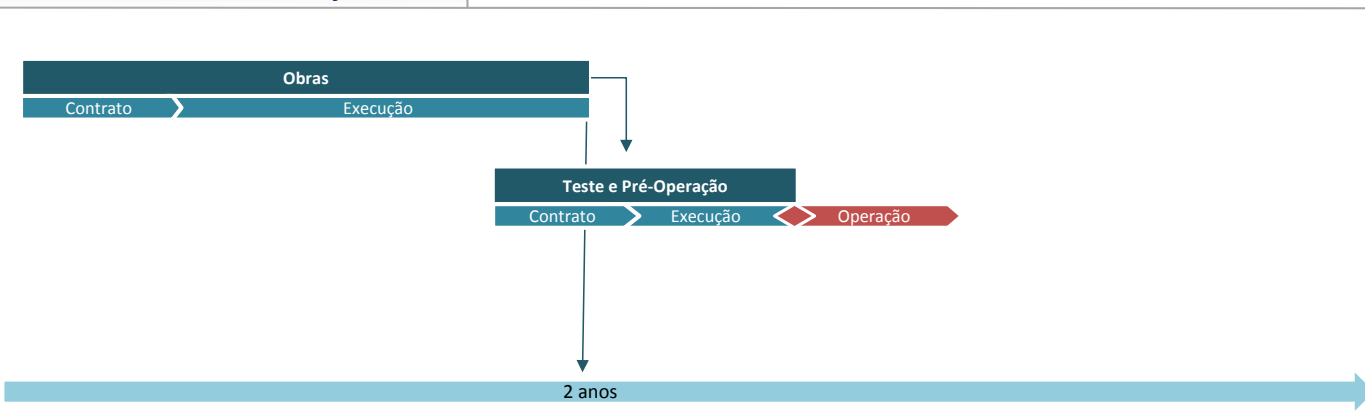 Obras
Contrato Execução
Teste e Pré-Operação
Contrato Execução Operação
2 anos